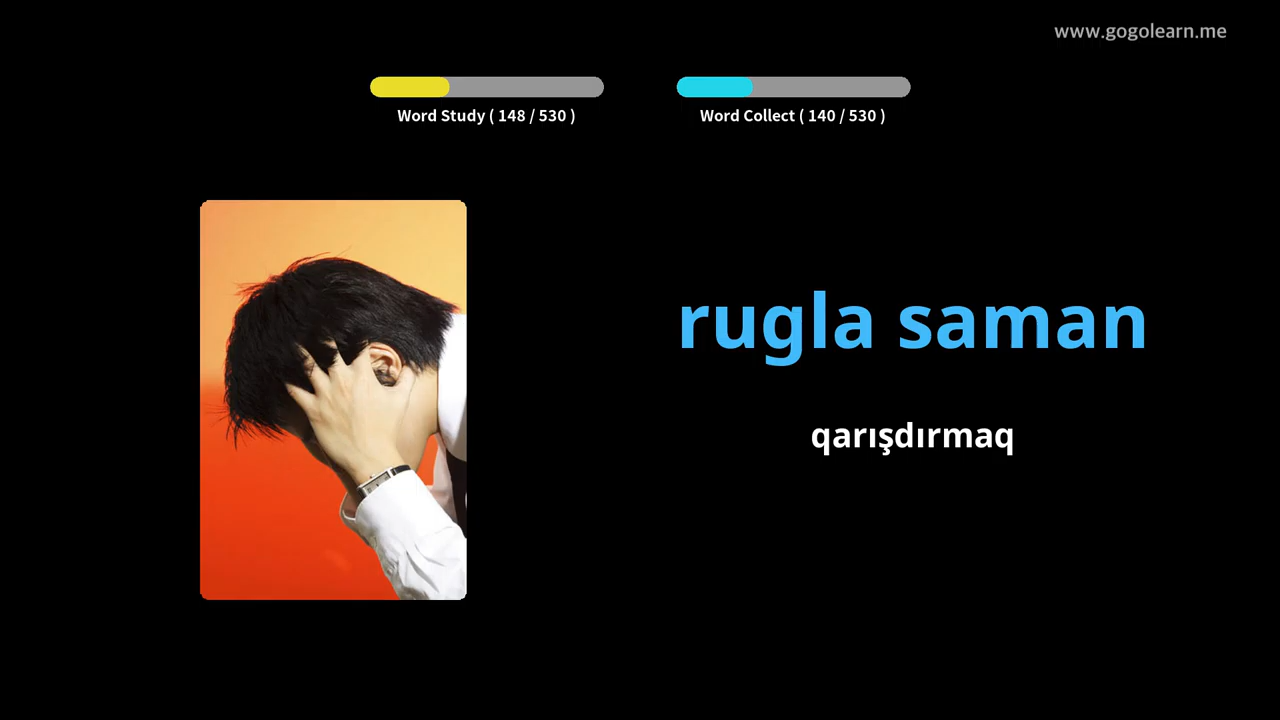 www.gogolearn.me
Word Study ( 148 / 530 )
Word Collect ( 140 / 530 )
rugla saman
qarışdırmaq